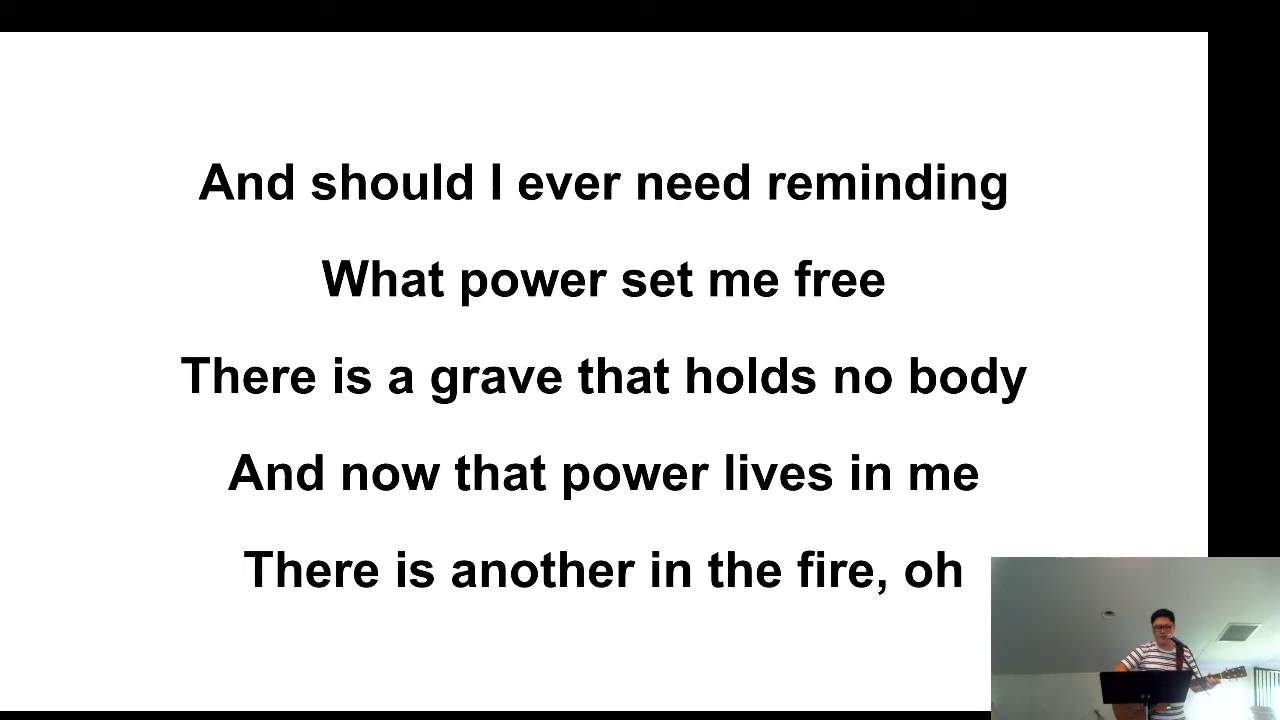 And should I ever need reminding
What power set me free
There is a grave that holds no body
And now that power lives in me
There is another in the fire, oh